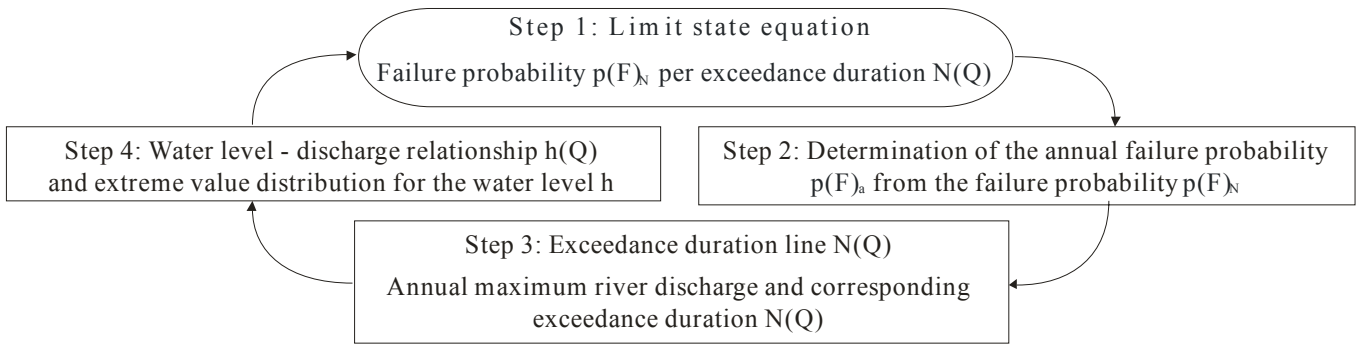 Step 1: Limit state equation
Failure probability p(F)N per exceedance duration N(Q)
Step 4: Water level - discharge relationship h(Q)
and extreme value distribution for the water level h
Step 2: Determination of the annual failure probability
p(F)a from the failure probability p(F)N
Step 3: Exceedance duration line N(Q)
Annual maximum river discharge and corresponding
exceedance duration N(Q)